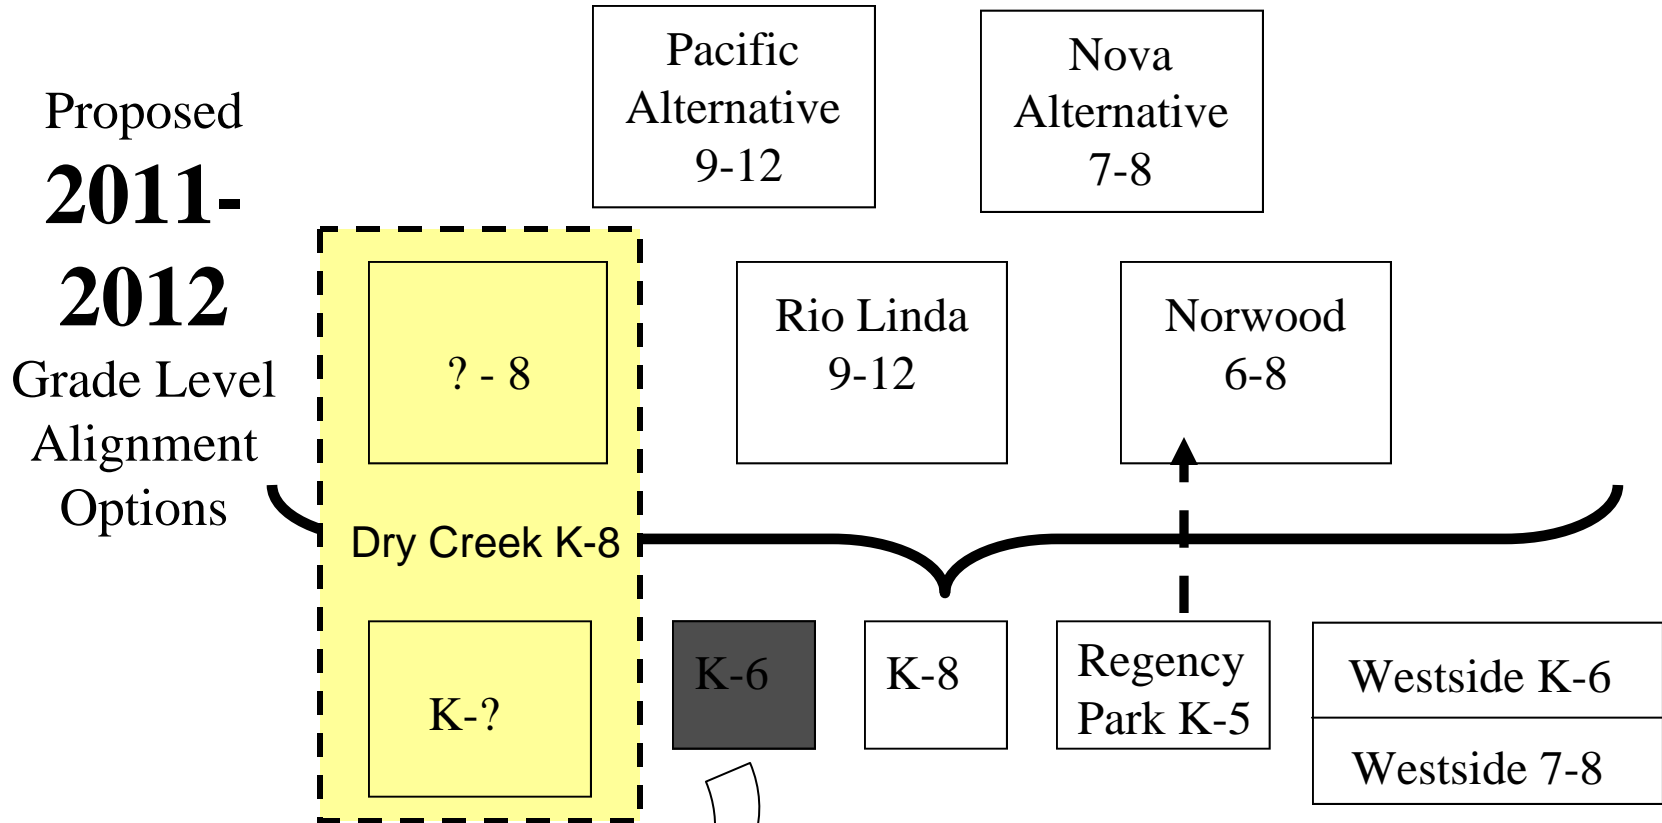 Proposed
2011-
2012
Grade Level
Alignment
Options
Pacific
Alternative
9-12
Nova
Alternative
7-8
? - 8
Rio Linda
9-12
Norwood
6-8
Dry Creek K-8
K-?
K-6
K-8
Regency
Park K-5
Westside K-6
Westside 7-8